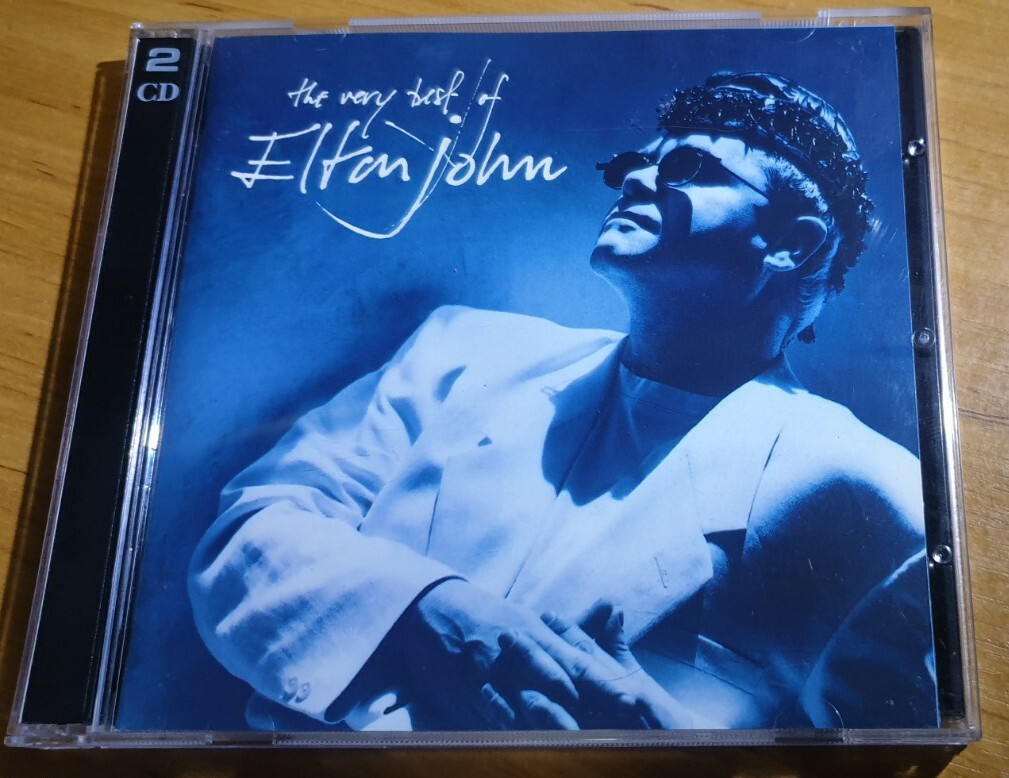 2
CD
the very best of
Elton john